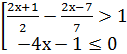 [ (2x+1)/2 − (2x−7)/7 > 1
−4x−1 ≤ 0